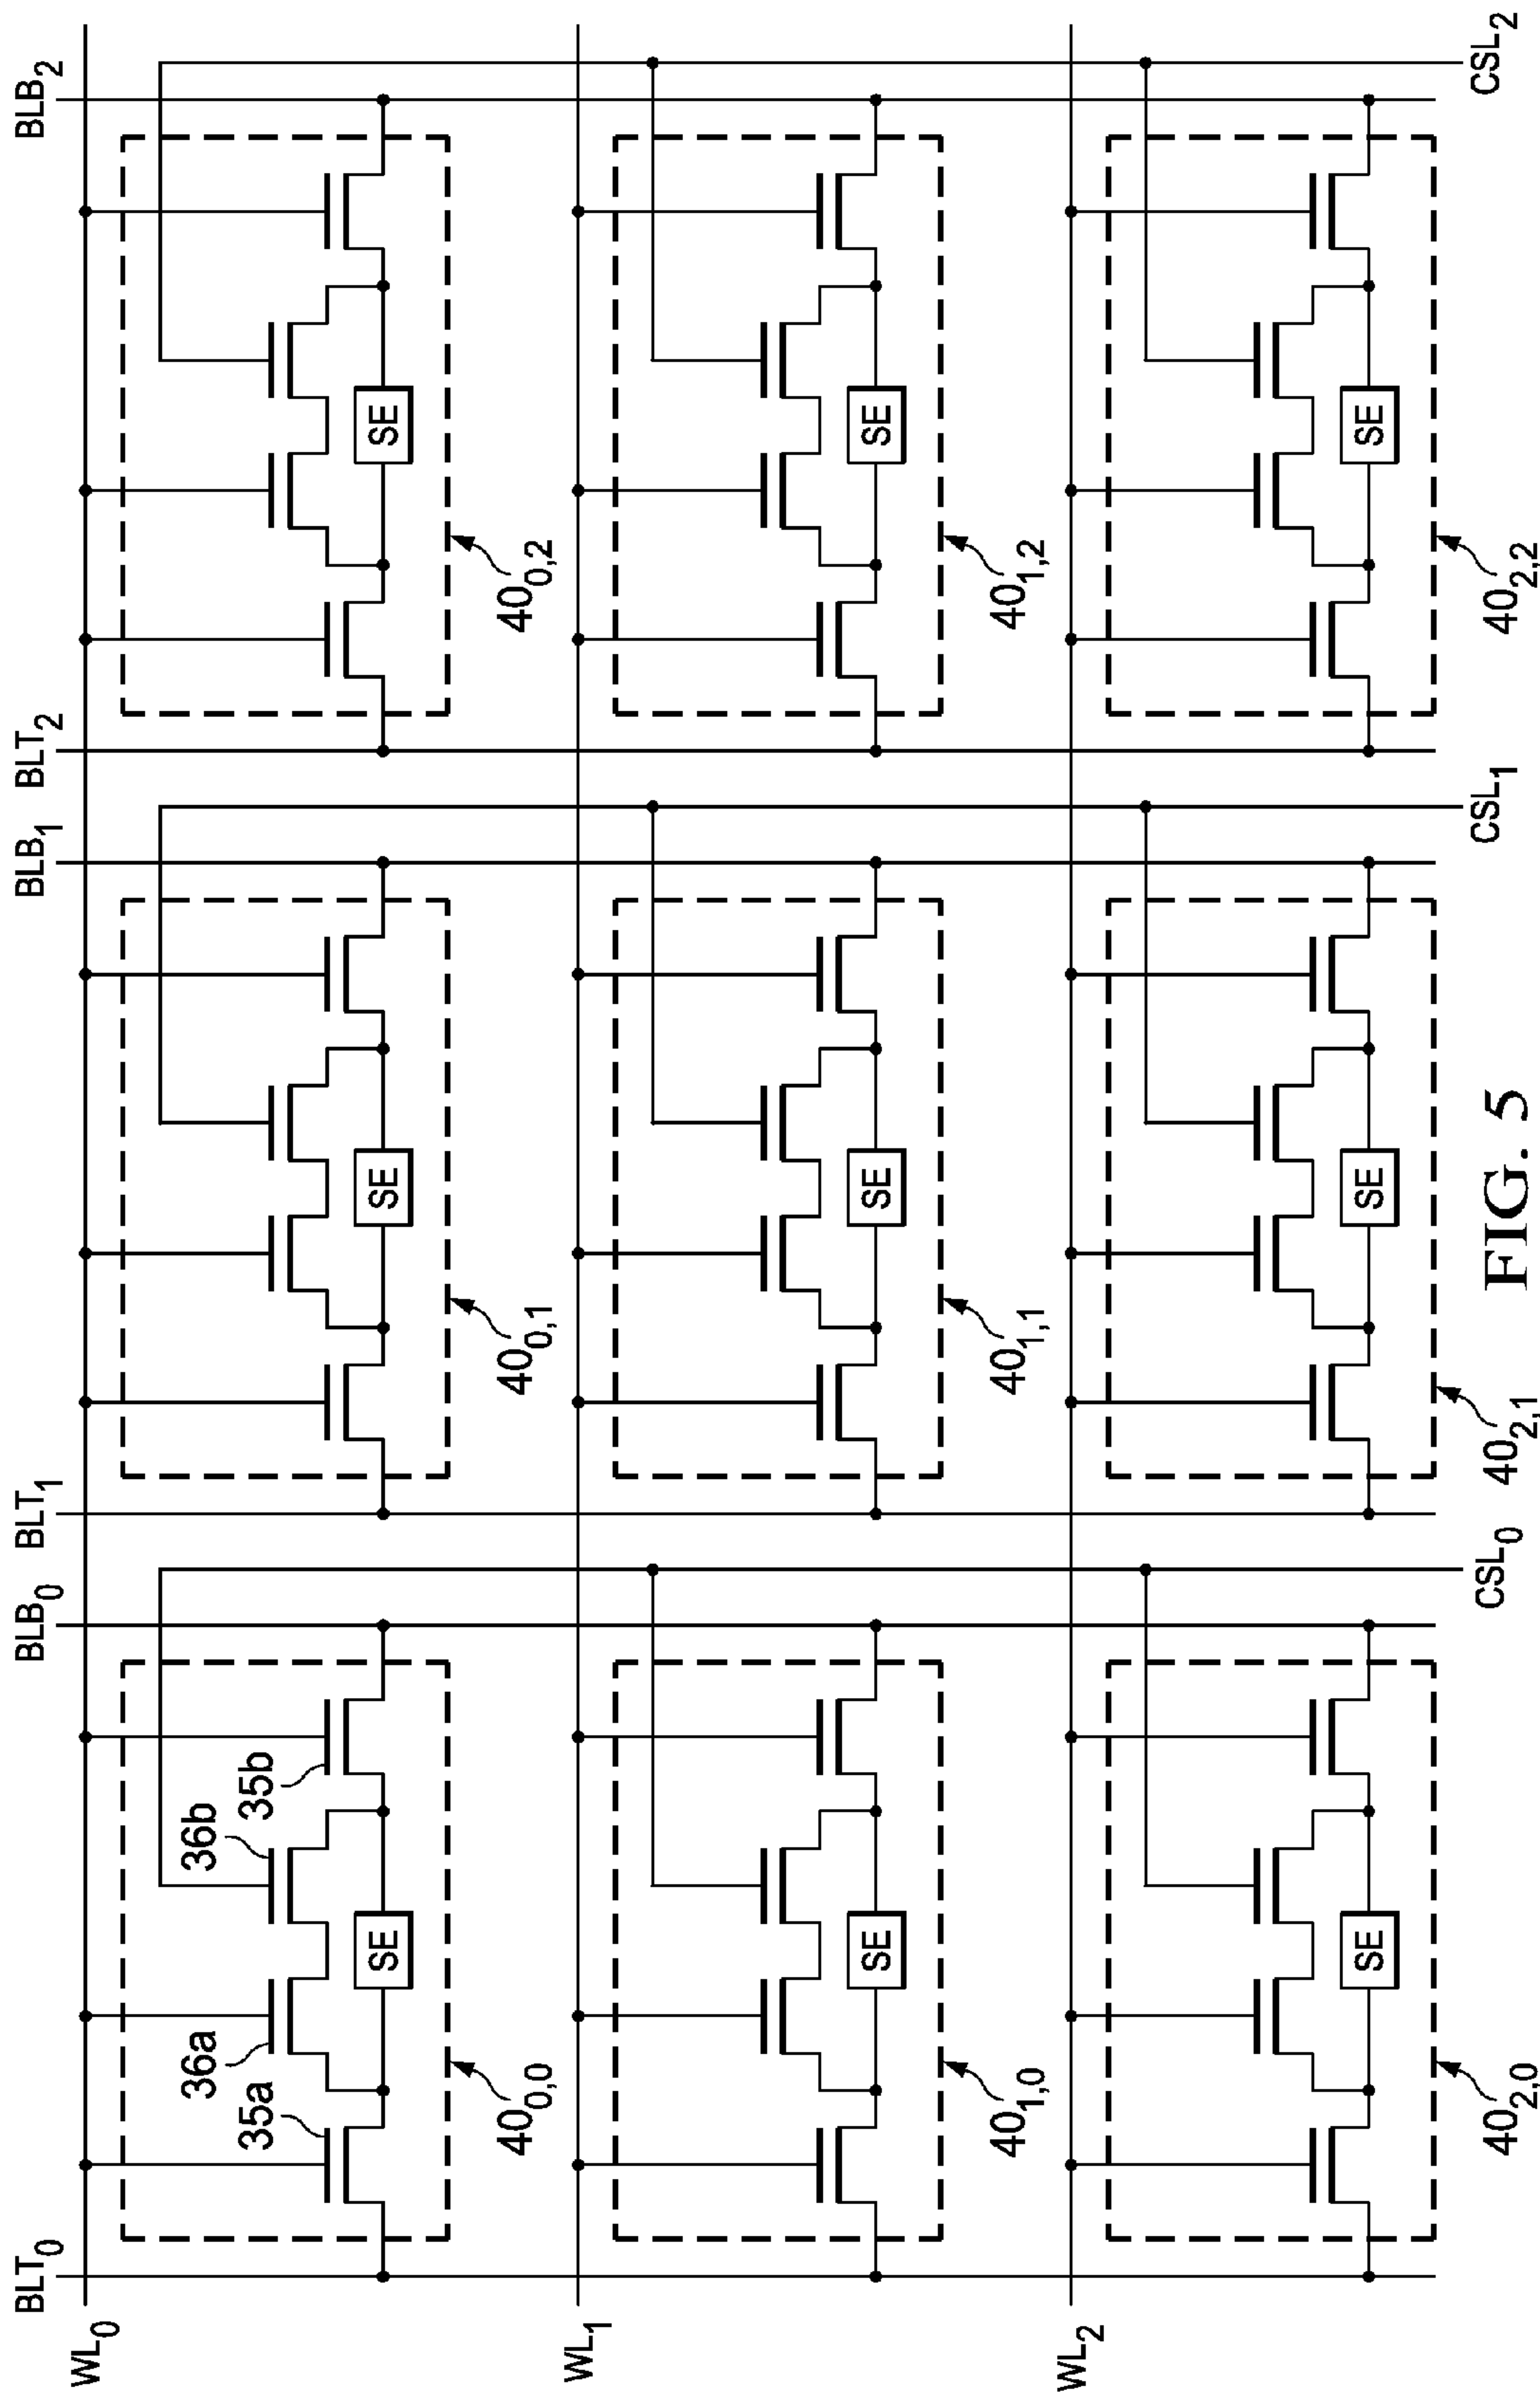 BLT0 BLB0 BLT1 BLB1 BLT2 BLB2
WL0
35a 36a 36b 35b
SE SE SE
400,0 400,1 400,2
WL1
SE SE SE
401,0 401,1 401,2
WL2
SE SE SE
402,0 402,1 402,2
CSL0 CSL1 CSL2
FIG. 5